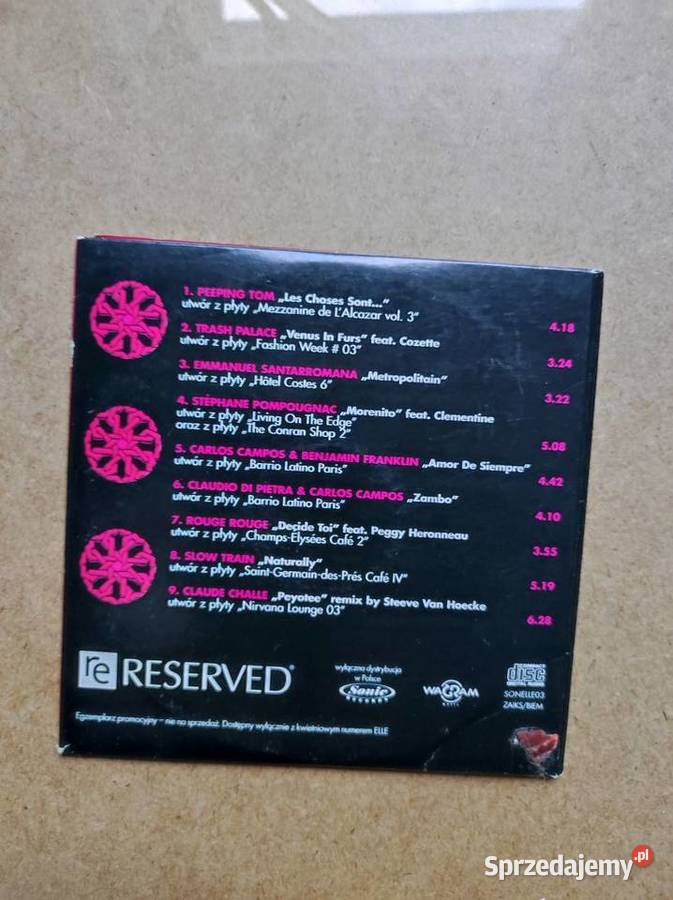 1. PEEPING TOM „Les Choses Sont..."
utwór z płyty „Mezzanine de L'Alcazar vol. 3"
4.18
2. TRASH PALACE „Venus In Furs" feat. Cozette
utwór z płyty „Fashion Week # 03"
3.24
3. EMMANUEL SANTARROMANA „Metropolitain"
utwór z płyty „Hôtel Costes 6"
3.22
4. STÉPHANE POMPOUGNAC „Morenito" feat. Clementine
utwór z płyty „Living On The Edge"
oraz z płyty „The Conran Shop 2"
5.08
5. CARLOS CAMPOS & BENJAMIN FRANKLIN „Amor De Siempre"
utwór z płyty „Barrio Latino Paris"
4.42
6. CLAUDIO DI PIETRA & CARLOS CAMPOS „Zambo"
utwór z płyty „Barrio Latino Paris"
4.10
7. ROUGE ROUGE „Decide Toi" feat. Peggy Heronneau
utwór z płyty „Champs-Elysées Café 2"
3.55
8. SLOW TRAIN „Naturally"
utwór z płyty „Saint-Germain-des-Prés Café IV"
5.19
9. CLAUDE CHALLE „Peyotee" remix by Steeve Van Hoecke
utwór z płyty „Nirvana Lounge 03"
6.28
re RESERVED®
wyłączna dystrybucja
w Polsce
Sonic
RECORDS
WAGRAM
MUSIC
COMPACT
disc
DIGITAL AUDIO
SONELLE03
ZAIKS/BIEM
Egzemplarz promocyjny – nie na sprzedaż. Dostępny wyłącznie z kwietniowym numerem ELLE
Sprzedajemy.pl